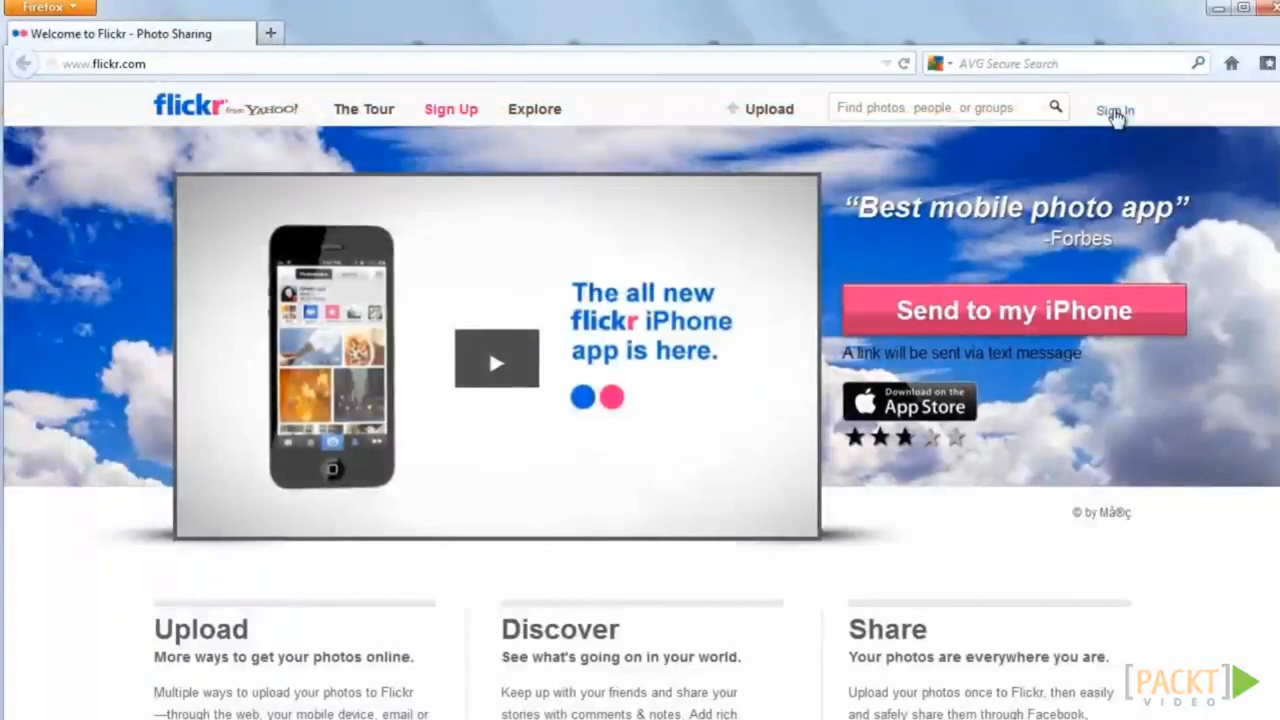 Firefox
Welcome to Flickr - Photo Sharing
www.flickr.com
AVG Secure Search
flickr from YAHOO!
The Tour
Sign Up
Explore
Upload
Find photos, people, or groups
Sign In
“Best mobile photo app”
-Forbes
The all new
flickr iPhone
app is here.
Send to my iPhone
A link will be sent via text message
Download on the
App Store
© by Må®ç
Upload
More ways to get your photos online.
Multiple ways to upload your photos to Flickr
—through the web, your mobile device, email or
Discover
See what's going on in your world.
Keep up with your friends and share your
stories with comments & notes. Add rich
Share
Your photos are everywhere you are.
Upload your photos once to Flickr, then easily
and safely share them through Facebook,
PACKT
VIDEO